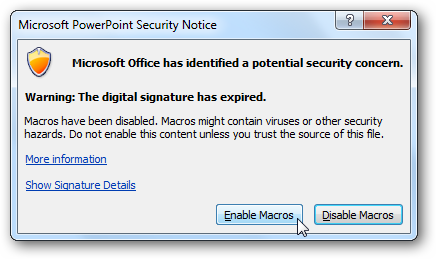 Microsoft PowerPoint Security Notice
Microsoft Office has identified a potential security concern.
Warning: The digital signature has expired.
Macros have been disabled. Macros might contain viruses or other security
hazards. Do not enable this content unless you trust the source of this file.
More information
Show Signature Details
Enable Macros Disable Macros